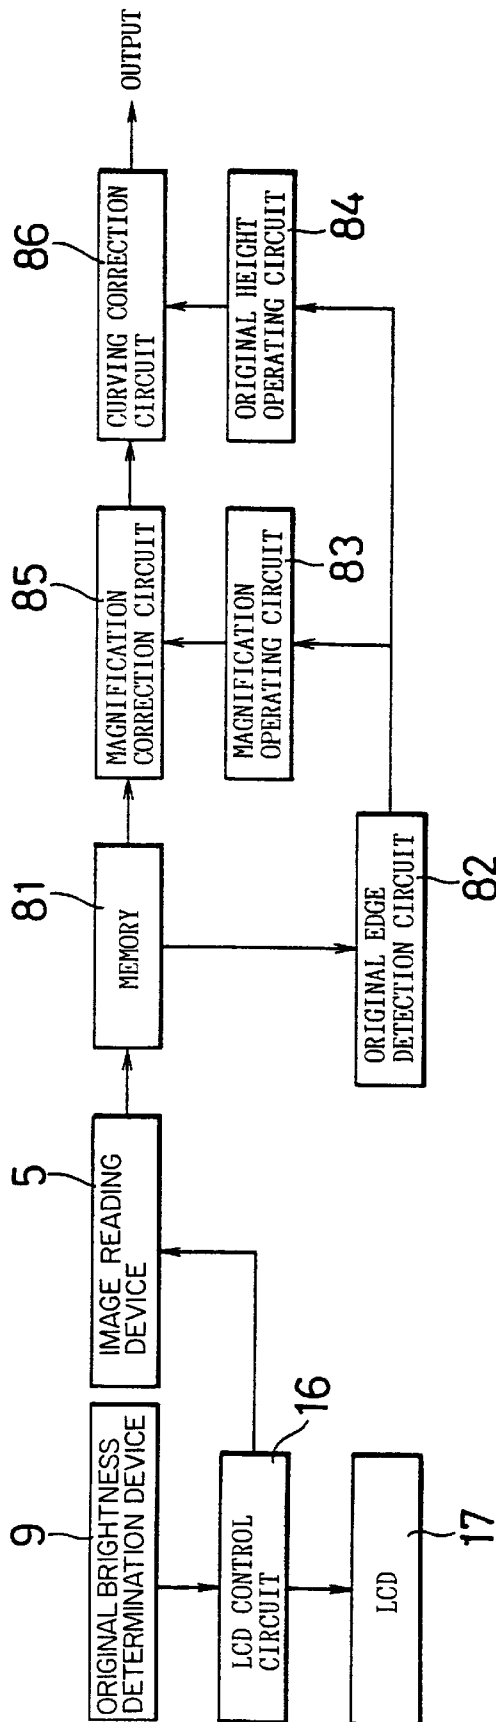 9
ORIGINAL BRIGHTNESS
DETERMINATION DEVICE
5
IMAGE READING
DEVICE
81
MEMORY
85
MAGNIFICATION
CORRECTION CIRCUIT
86
CURVING CORRECTION
CIRCUIT
OUTPUT
LCD CONTROL
CIRCUIT
16
MAGNIFICATION
OPERATING CIRCUIT
83
ORIGINAL HEIGHT
OPERATING CIRCUIT
84
LCD
17
ORIGINAL EDGE
DETECTION CIRCUIT
82